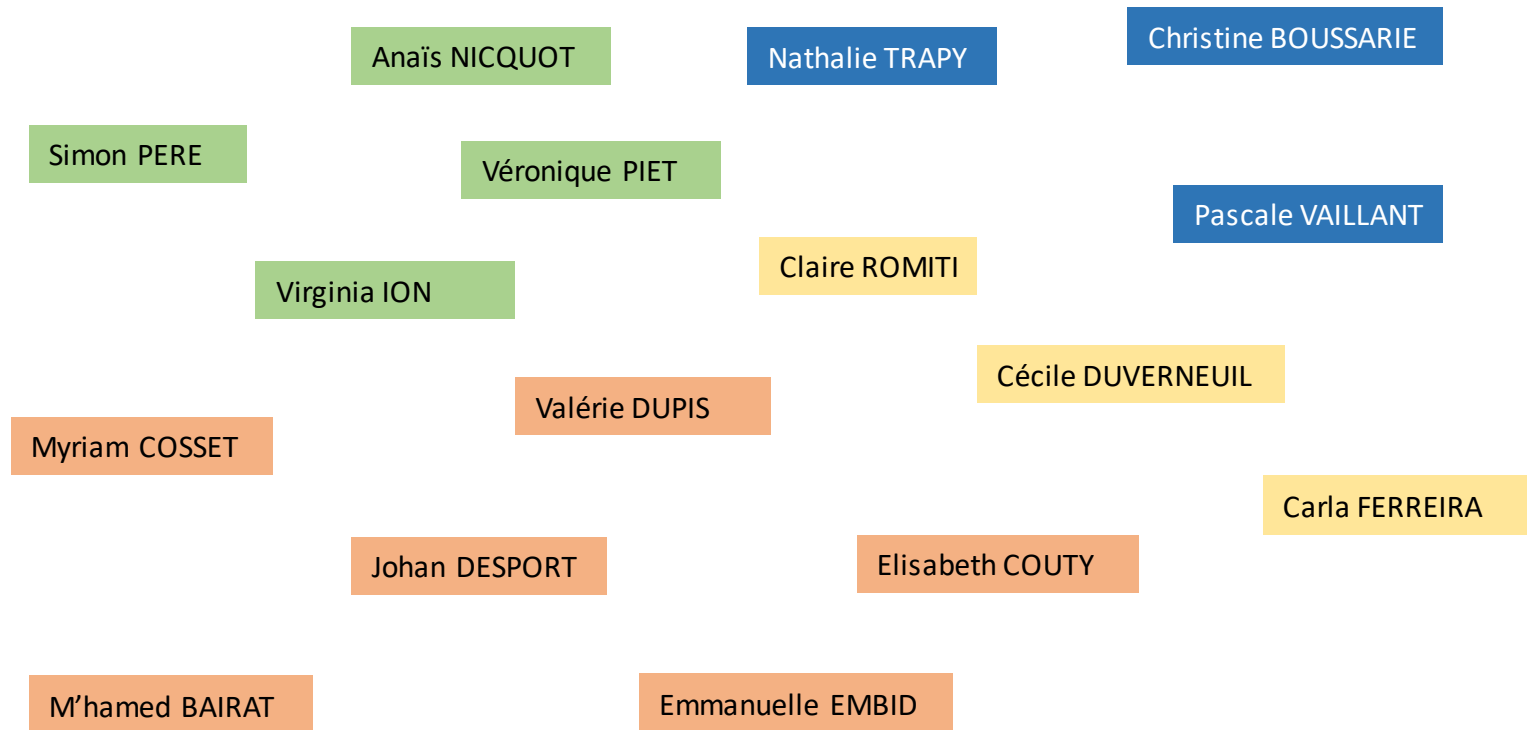 Christine BOUSSARIE
Anaïs NICQUOT
Nathalie TRAPY
Simon PERE
Véronique PIET
Pascale VAILLANT
Claire ROMITI
Virginia ION
Cécile DUVERNEUIL
Valérie DUPIS
Myriam COSSET
Carla FERREIRA
Johan DESPORT
Elisabeth COUTY
M’hamed BAIRAT
Emmanuelle EMBID